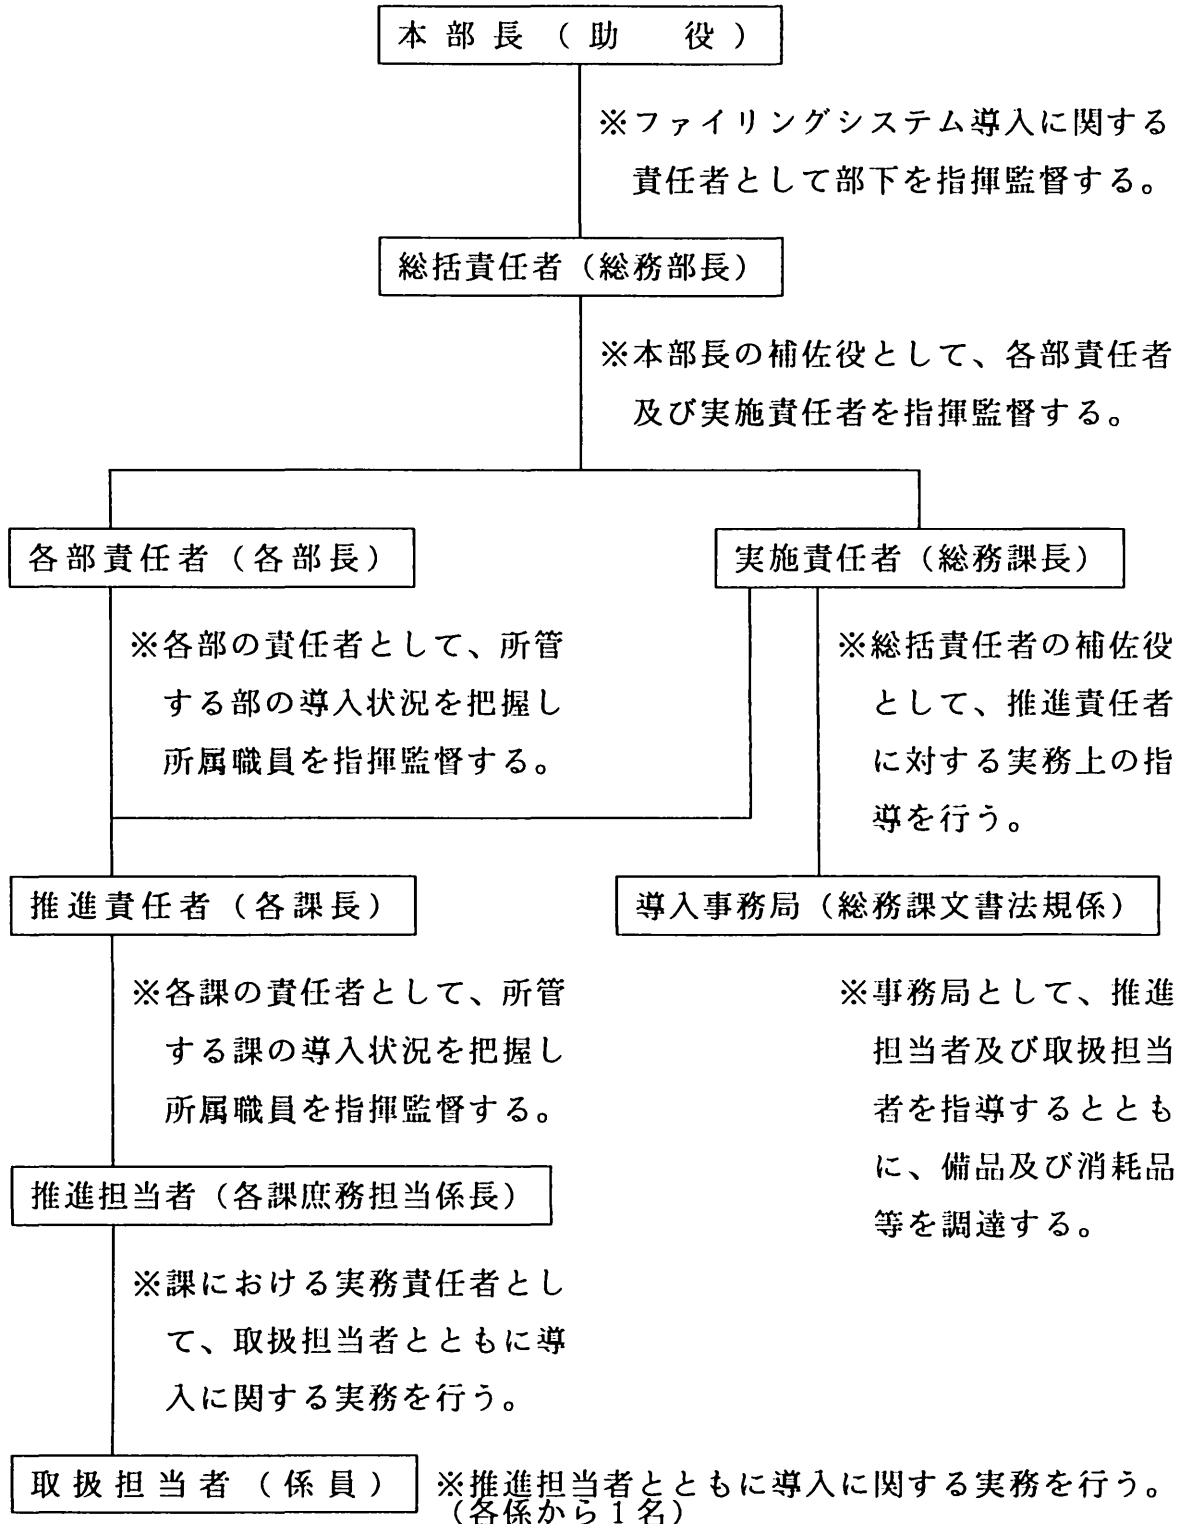 本部長（助　役）
※ファイリングシステム導入に関する
責任者として部下を指揮監督する。
総括責任者（総務部長）
※本部長の補佐役として、各部責任者
及び実施責任者を指揮監督する。
各部責任者（各部長）
実施責任者（総務課長）
※各部の責任者として、所管
する部の導入状況を把握し
所属職員を指揮監督する。
※総括責任者の補佐役
として、推進責任者
に対する実務上の指
導を行う。
推進責任者（各課長）
導入事務局（総務課文書法規係）
※各課の責任者として、所管
する課の導入状況を把握し
所属職員を指揮監督する。
※事務局として、推進
担当者及び取扱担当
者を指導するととも
に、備品及び消耗品
等を調達する。
推進担当者（各課庶務担当係長）
※課における実務責任者とし
て、取扱担当者とともに導
入に関する実務を行う。
取扱担当者（係員）
※推進担当者とともに導入に関する実務を行う。
（各係から１名）